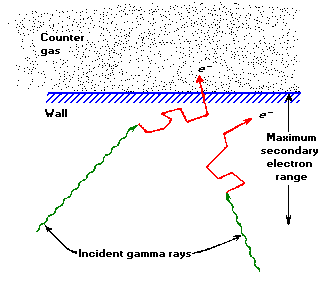 Counter
gas
e⁻
Wall
e⁻
Maximum
secondary
electron
range
Incident gamma rays